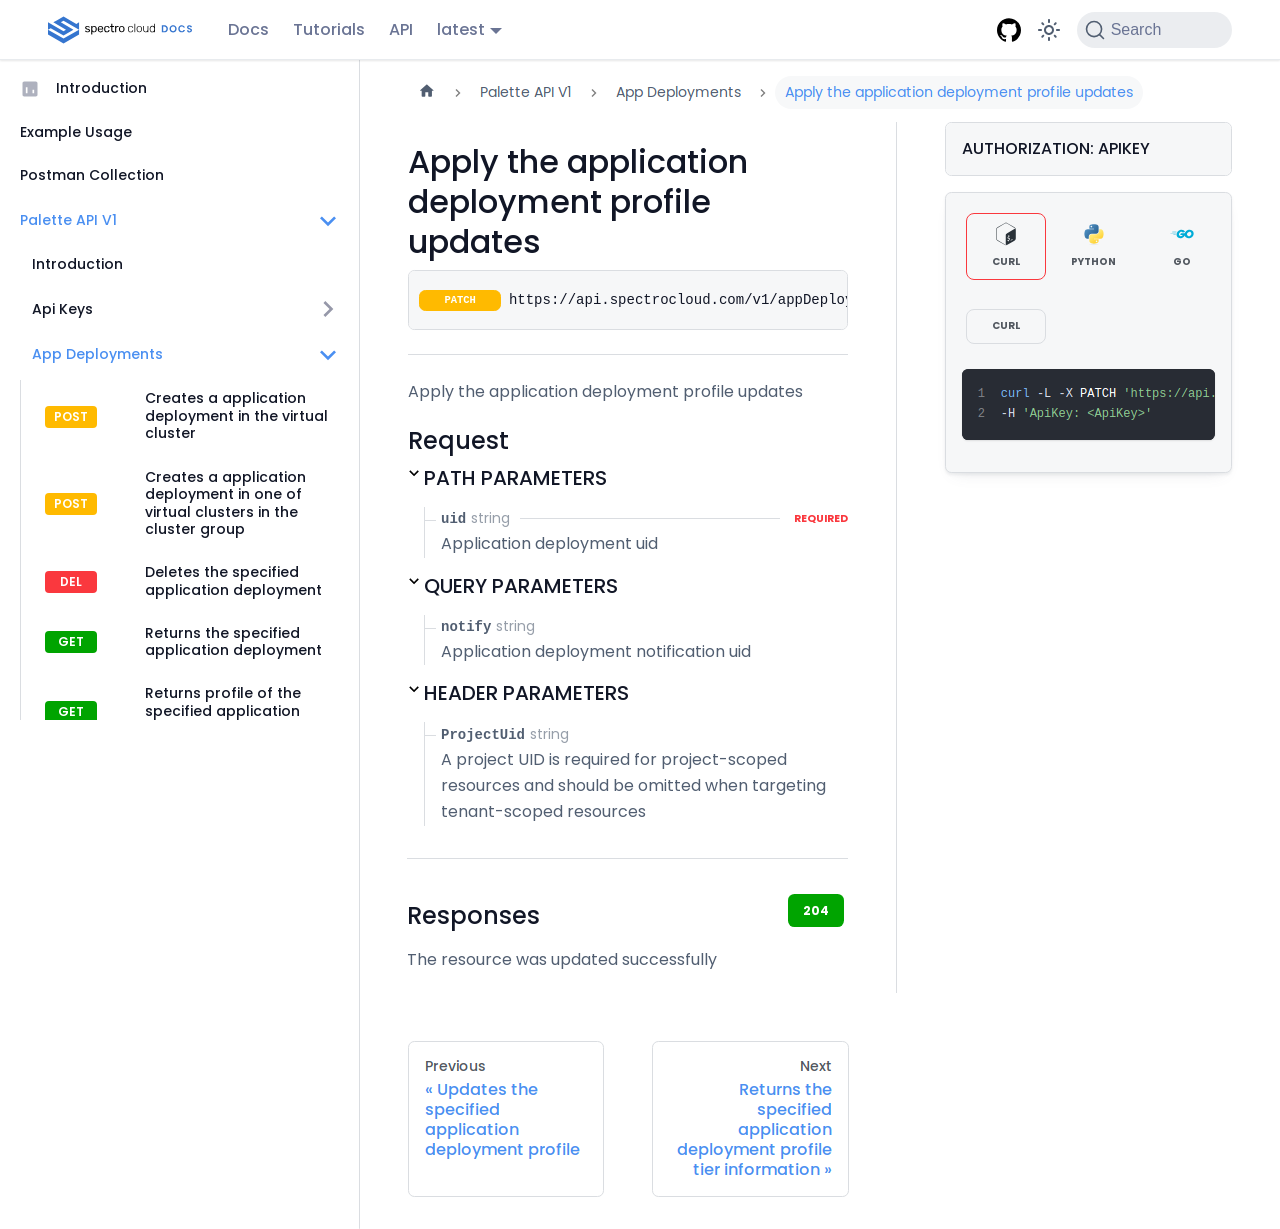 spectro cloud DOCS
Docs
Tutorials
API
latest
Search
Introduction
Example Usage
Postman Collection
Palette API V1
Introduction
Api Keys
App Deployments
POST
Creates a application
deployment in the virtual
cluster
POST
Creates a application
deployment in one of
virtual clusters in the
cluster group
DEL
Deletes the specified
application deployment
GET
Returns the specified
application deployment
GET
Returns profile of the
specified application
Palette API V1
App Deployments
Apply the application deployment profile updates
Apply the application
deployment profile
updates
PATCH https://api.spectrocloud.com/v1/appDeploy
Apply the application deployment profile updates
Request
PATH PARAMETERS
uid string REQUIRED
Application deployment uid
QUERY PARAMETERS
notify string
Application deployment notification uid
HEADER PARAMETERS
ProjectUid string
A project UID is required for project-scoped
resources and should be omitted when targeting
tenant-scoped resources
Responses
204
The resource was updated successfully
Previous
« Updates the
specified
application
deployment profile
Next
Returns the
specified
application
deployment profile
tier information »
AUTHORIZATION: APIKEY
CURL
PYTHON
GO
CURL
1 curl -L -X PATCH 'https://api.
2 -H 'ApiKey: <ApiKey>'